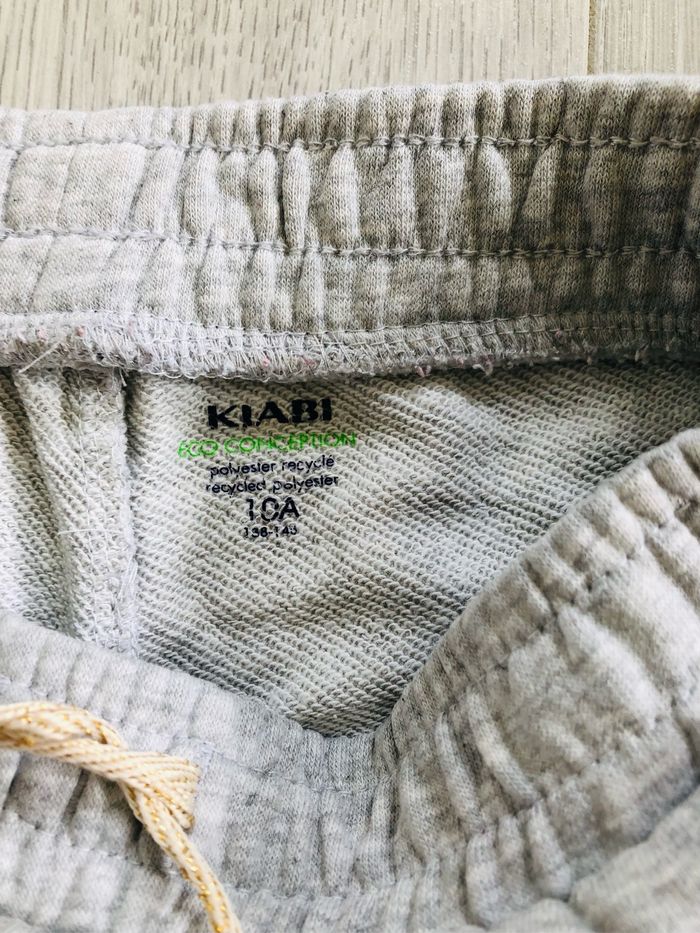 KIABI
ECO CONCEPTION
polyester recyclé
recycled polyester
10A
138-143